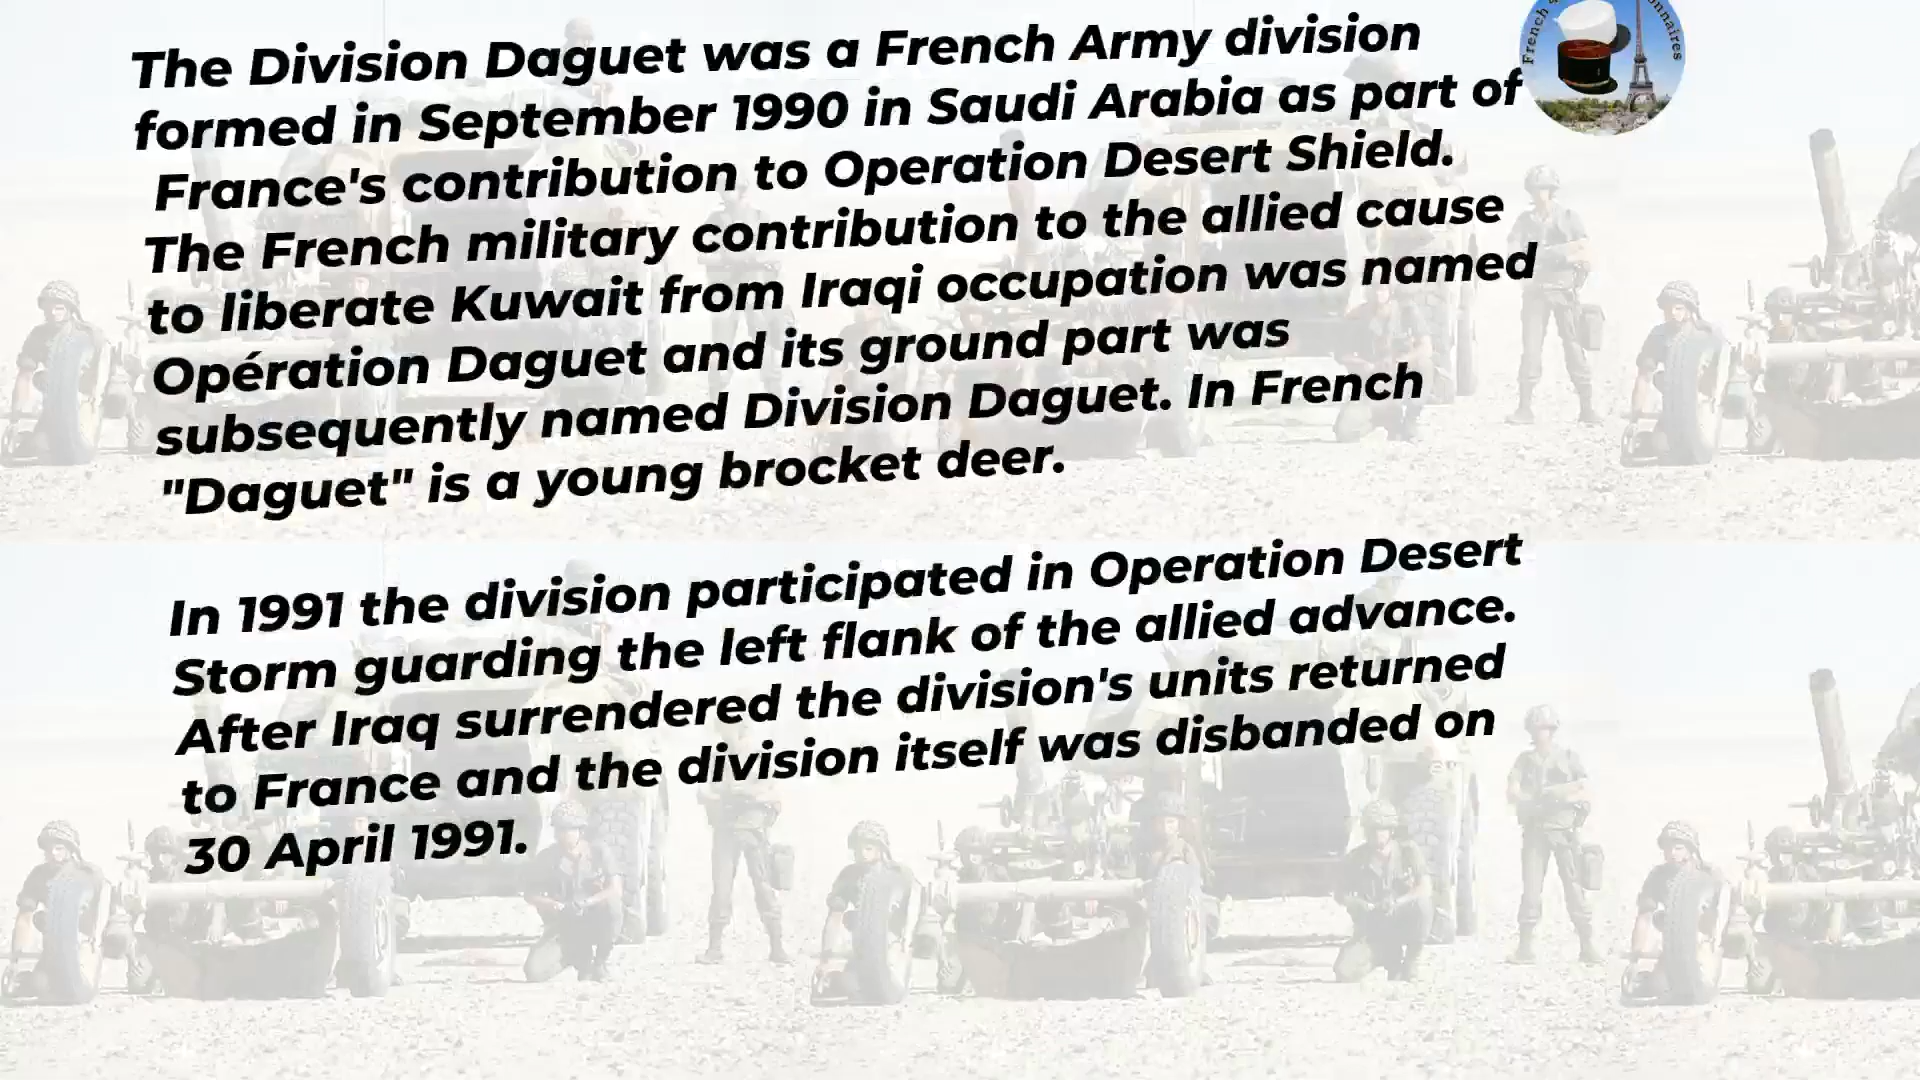 The Division Daguet was a French Army division
formed in September 1990 in Saudi Arabia as part of
France's contribution to Operation Desert Shield.
The French military contribution to the allied cause
to liberate Kuwait from Iraqi occupation was named
Opération Daguet and its ground part was
subsequently named Division Daguet. In French
"Daguet" is a young brocket deer.
In 1991 the division participated in Operation Desert
Storm guarding the left flank of the allied advance.
After Iraq surrendered the division's units returned
to France and the division itself was disbanded on
30 April 1991.
French